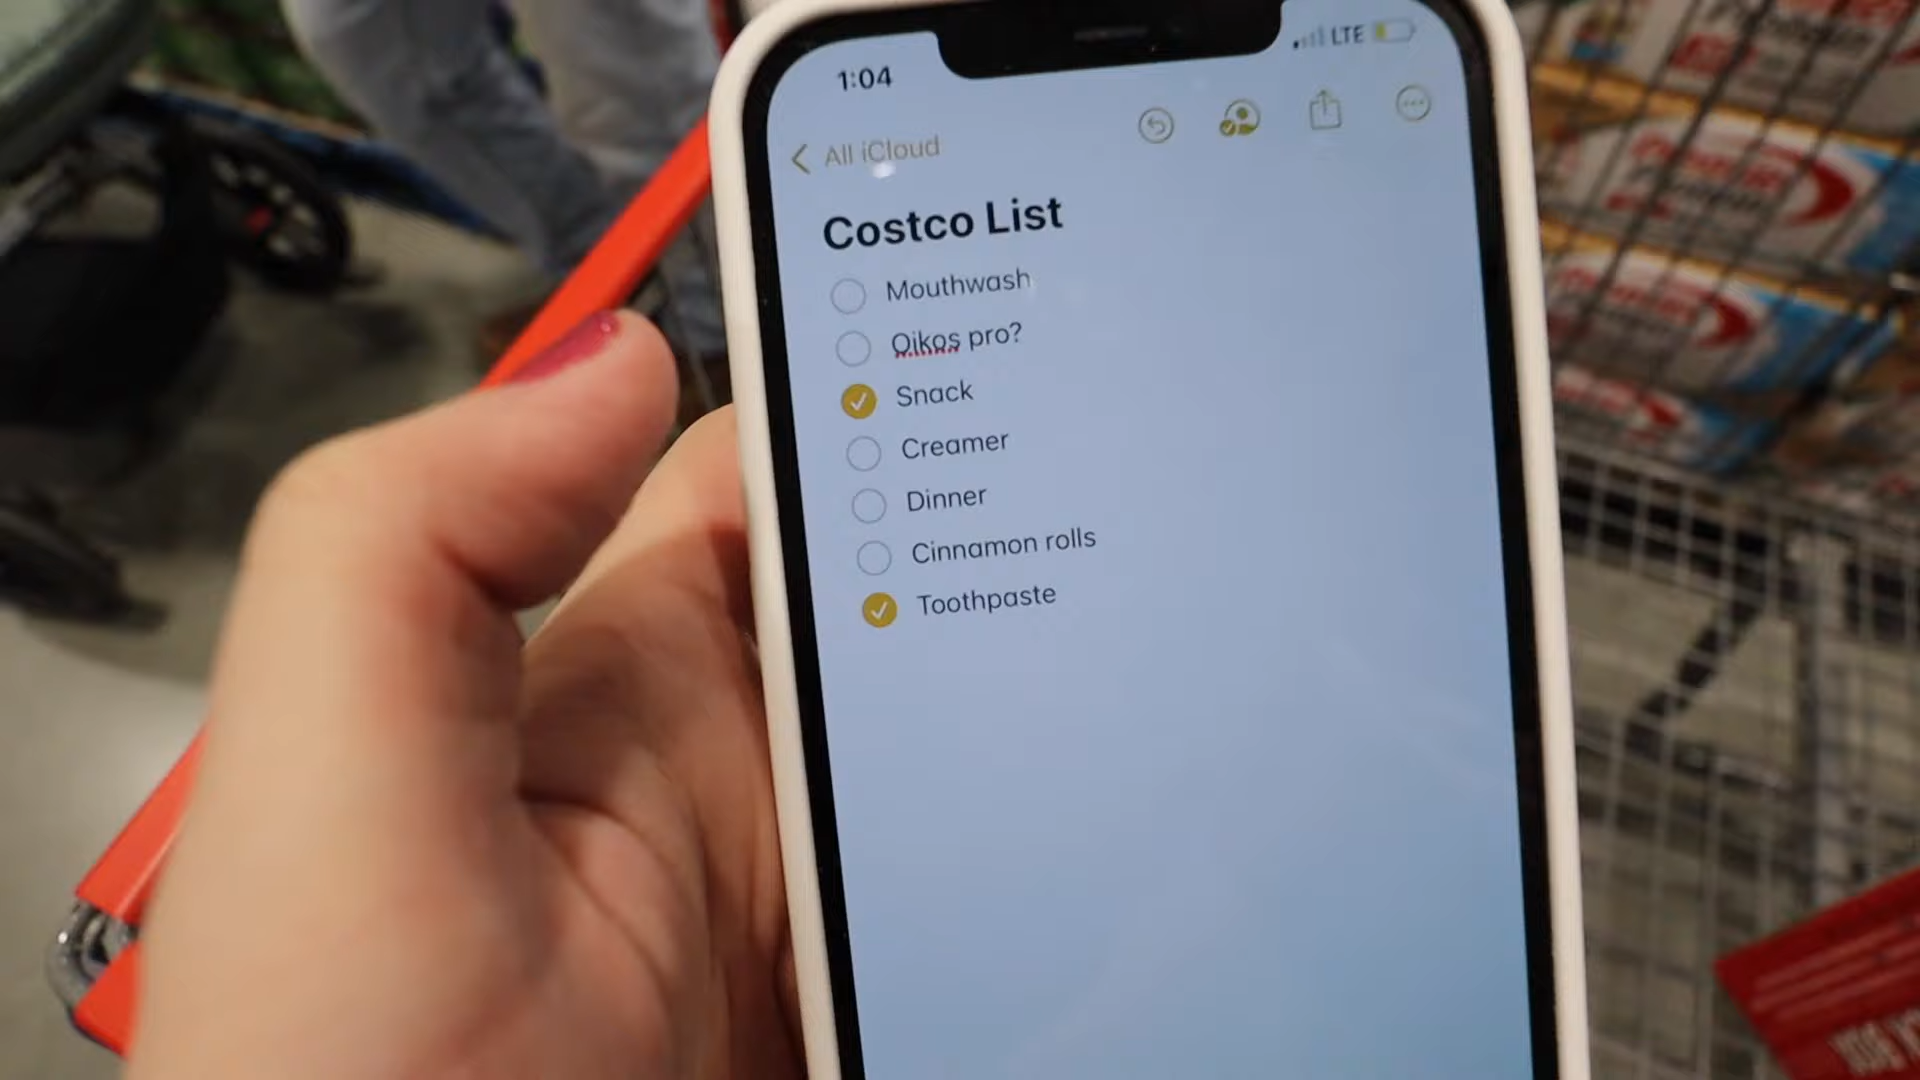 1:04
LTE
All iCloud
Costco List
Mouthwash
Oikos pro?
Snack
Creamer
Dinner
Cinnamon rolls
Toothpaste